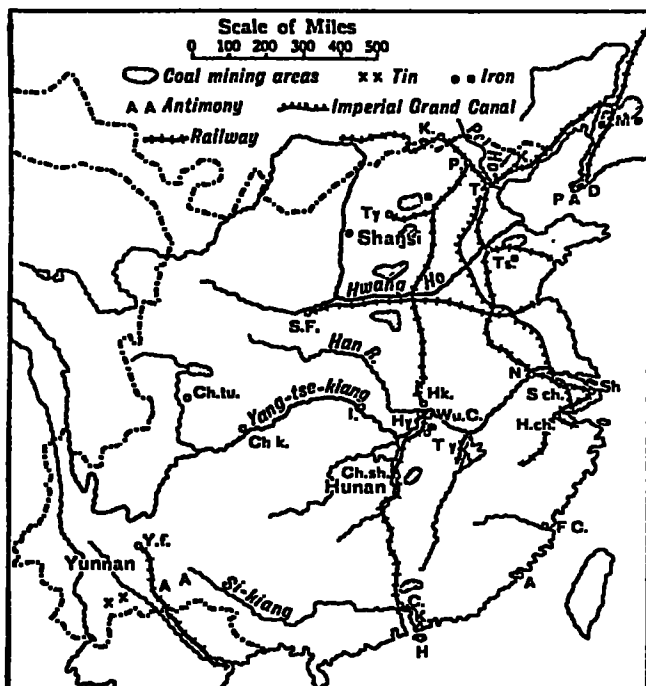 Scale of Miles
0 100 200 300 400 500
Coal mining areas x x Tin Iron
A A Antimony Imperial Grand Canal
Railway
K.
P.
T.
M
P A D
Ty
Shansi
Ts.
Hwang Ho
S.F.
Han R.
Ch.tu.
Yang-tse-kiang
Ch k.
I.
Hk.
Hy
Wu.C.
N
S ch.
Sh
H.ch.
T y
Ch.sh.
Hunan
F C.
Y.f.
Yunnan
A
A
x x
Si-kiang
C.
A
H